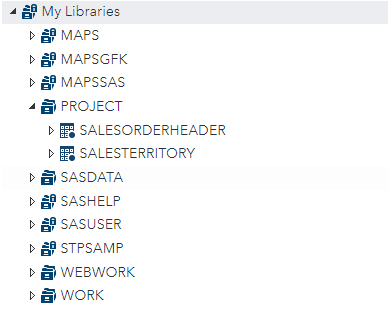 My Libraries
MAPS
MAPSGFK
MAPSSAS
PROJECT
SALESORDERHEADER
SALESTERRITORY
SASDATA
SASHELP
SASUSER
STPSAMP
WEBWORK
WORK